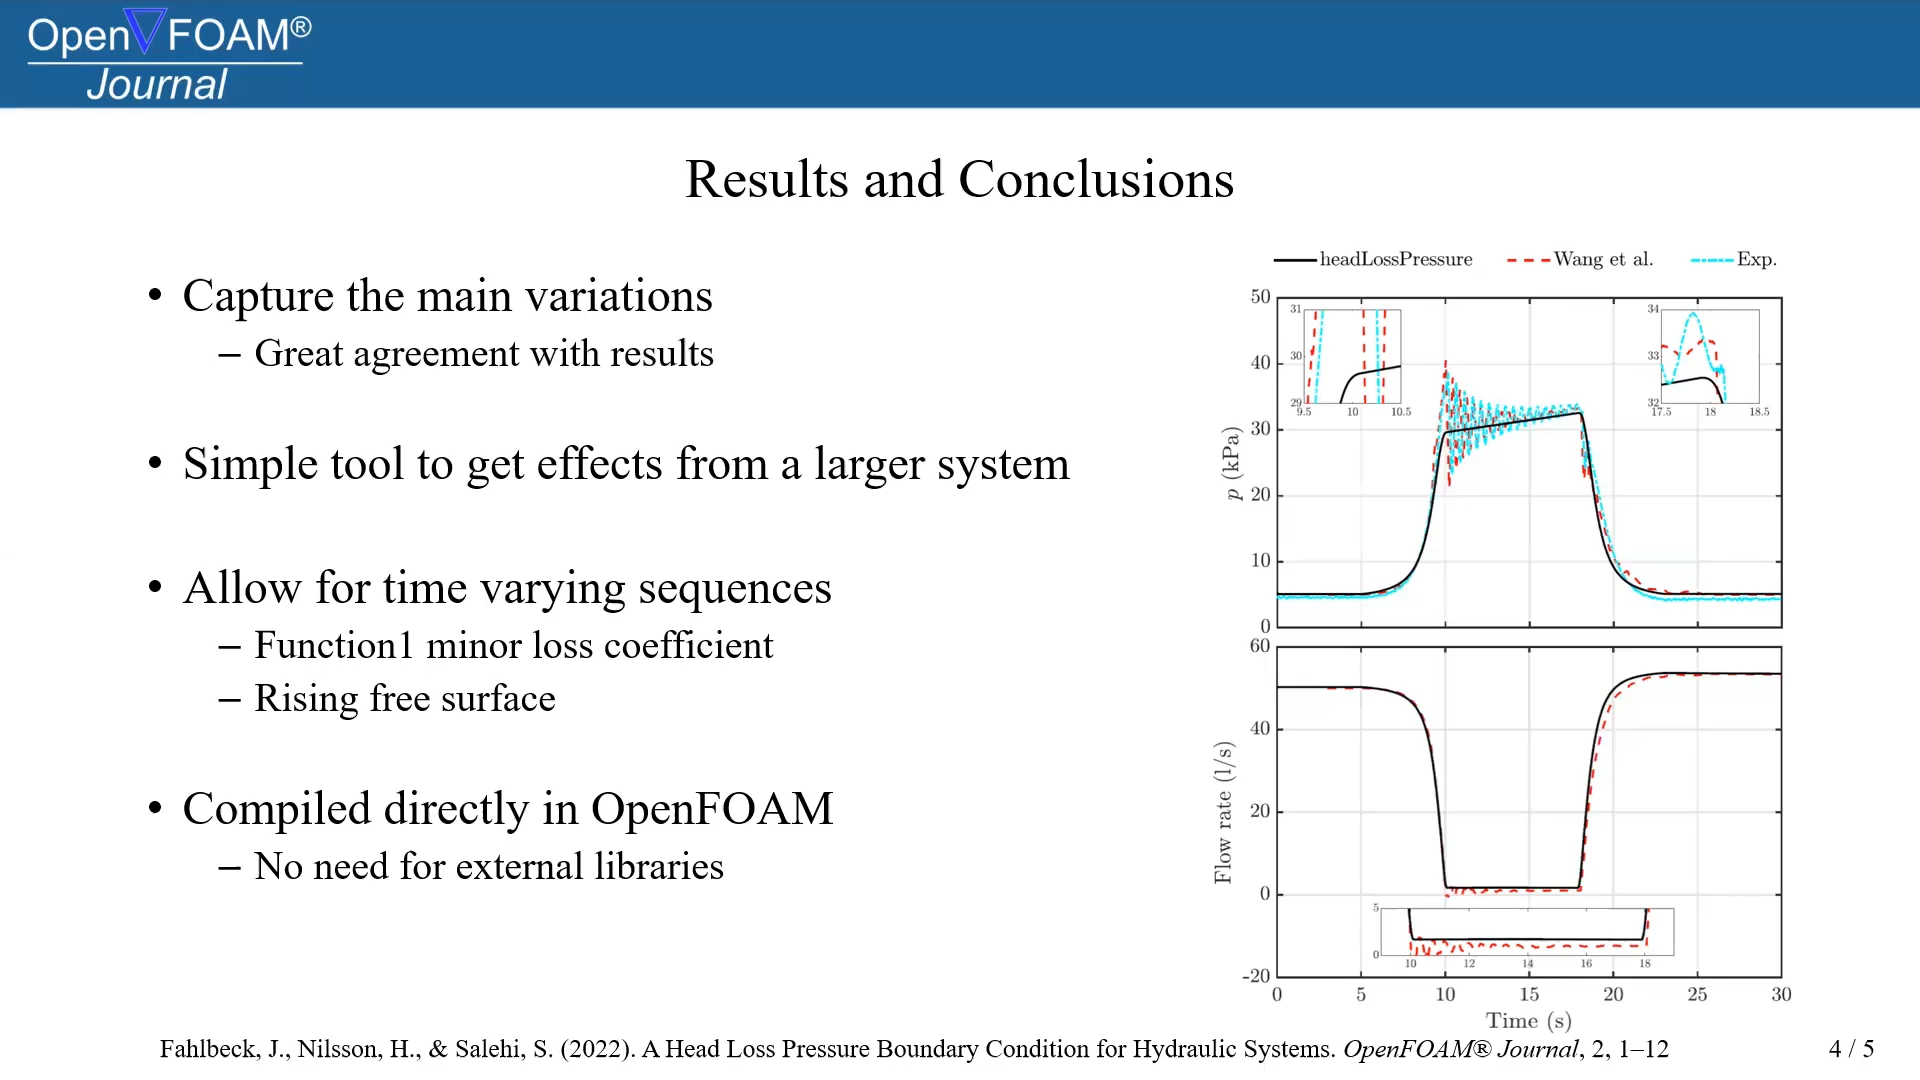 Open FOAM®
Journal
Results and Conclusions
• Capture the main variations
– Great agreement with results
• Simple tool to get effects from a larger system
• Allow for time varying sequences
– Function1 minor loss coefficient
– Rising free surface
• Compiled directly in OpenFOAM
– No need for external libraries
headLossPressure Wang et al. Exp.
50
40
30
20
10
0
p (kPa)
31
30
29
9.5 10 10.5
34
33
32
17.5 18 18.5
60
40
20
0
-20
Flow rate (l/s)
5
0
10 12 14 16 18
0 5 10 15 20 25 30
Time (s)
Fahlbeck, J., Nilsson, H., & Salehi, S. (2022). A Head Loss Pressure Boundary Condition for Hydraulic Systems. OpenFOAM® Journal, 2, 1–12
4 / 5